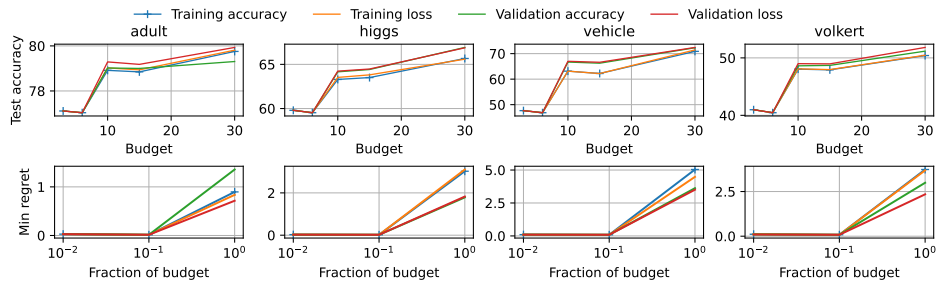 Training accuracy Training loss Validation accuracy Validation loss
adult higgs vehicle volkert
Test accuracy
80
78
10 20 30
Budget
65
60
10 20 30
Budget
70
60
50
10 20 30
Budget
50
40
10 20 30
Budget
Min regret
1
0
10⁻² 10⁻¹ 10⁰
Fraction of budget
2
0
10⁻² 10⁻¹ 10⁰
Fraction of budget
5.0
2.5
0.0
10⁻² 10⁻¹ 10⁰
Fraction of budget
2.5
0.0
10⁻² 10⁻¹ 10⁰
Fraction of budget